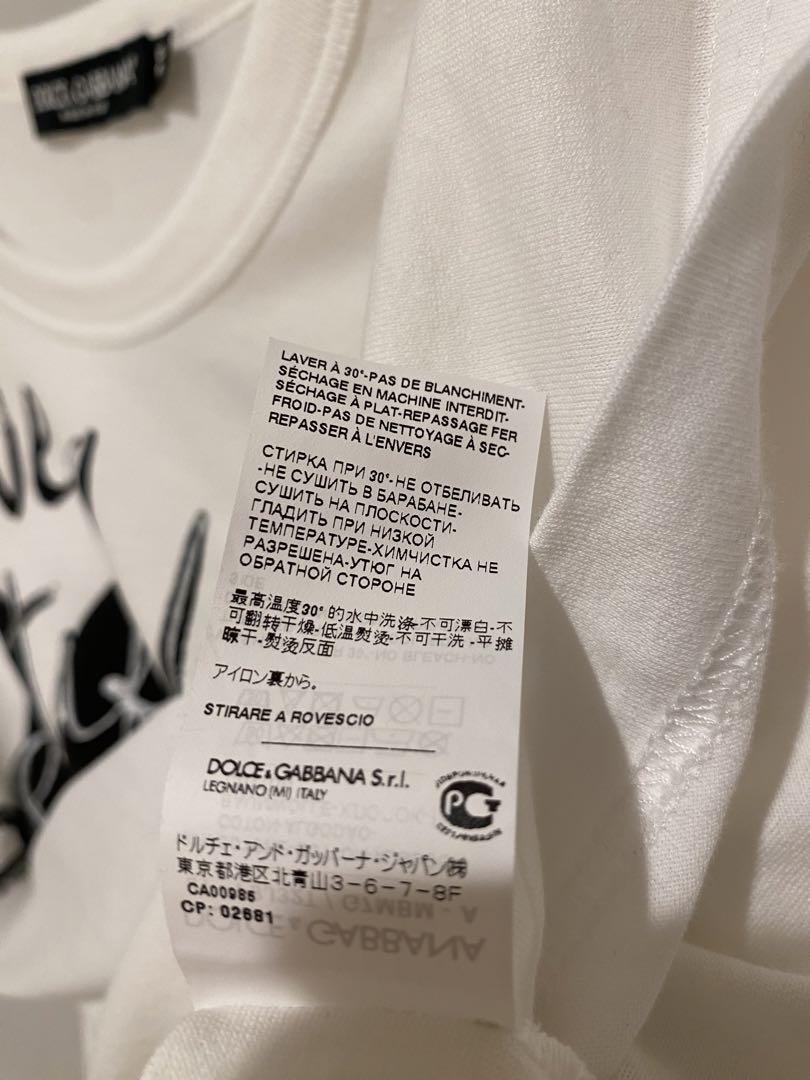 LAVER À 30°-PAS DE BLANCHIMENT-
SÉCHAGE EN MACHINE INTERDIT-
SÉCHAGE À PLAT-REPASSAGE FER
FROID-PAS DE NETTOYAGE À SEC-
REPASSER À L'ENVERS
СТИРКА ПРИ 30°-НЕ ОТБЕЛИВАТЬ
-НЕ СУШИТЬ В БАРАБАНЕ-
СУШИТЬ НА ПЛОСКОСТИ-
ГЛАДИТЬ ПРИ НИЗКОЙ
ТЕМПЕРАТУРЕ-ХИМЧИСТКА НЕ
РАЗРЕШЕНА-УТЮГ НА
ОБРАТНОЙ СТОРОНЕ
最高温度30° 的水中洗涤-不可漂白-不
可翻转干燥-低温熨烫-不可干洗 -平摊
晾干-熨烫反面
アイロン裏から。
STIRARE A ROVESCIO
DOLCE & GABBANA S.r.l.
LEGNANO (MI) ITALY
ドルチェ・アンド・ガッバーナ・ジャパン㈱
東京都港区北青山3-6-7-8F
CA00985
CP: 02681